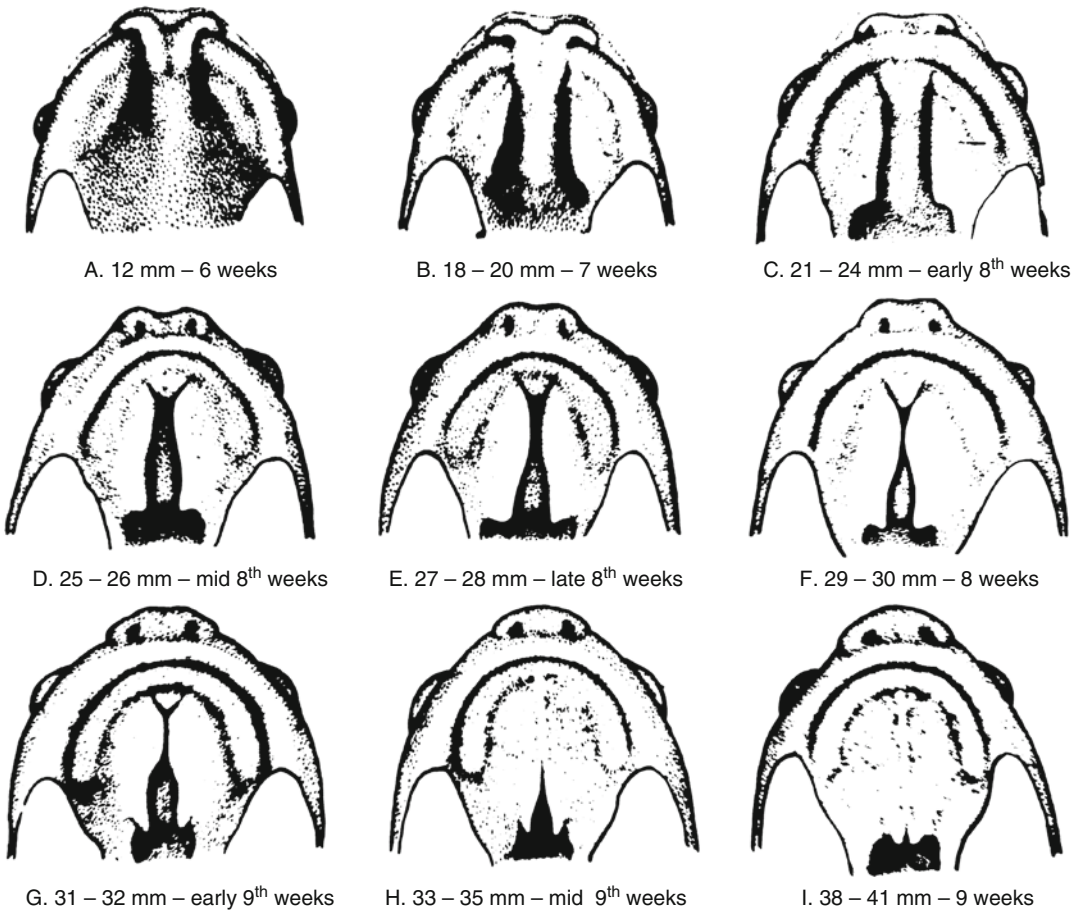 A. 12 mm – 6 weeks
B. 18 – 20 mm – 7 weeks
C. 21 – 24 mm – early 8th weeks
D. 25 – 26 mm – mid 8th weeks
E. 27 – 28 mm – late 8th weeks
F. 29 – 30 mm – 8 weeks
G. 31 – 32 mm – early 9th weeks
H. 33 – 35 mm – mid 9th weeks
I. 38 – 41 mm – 9 weeks